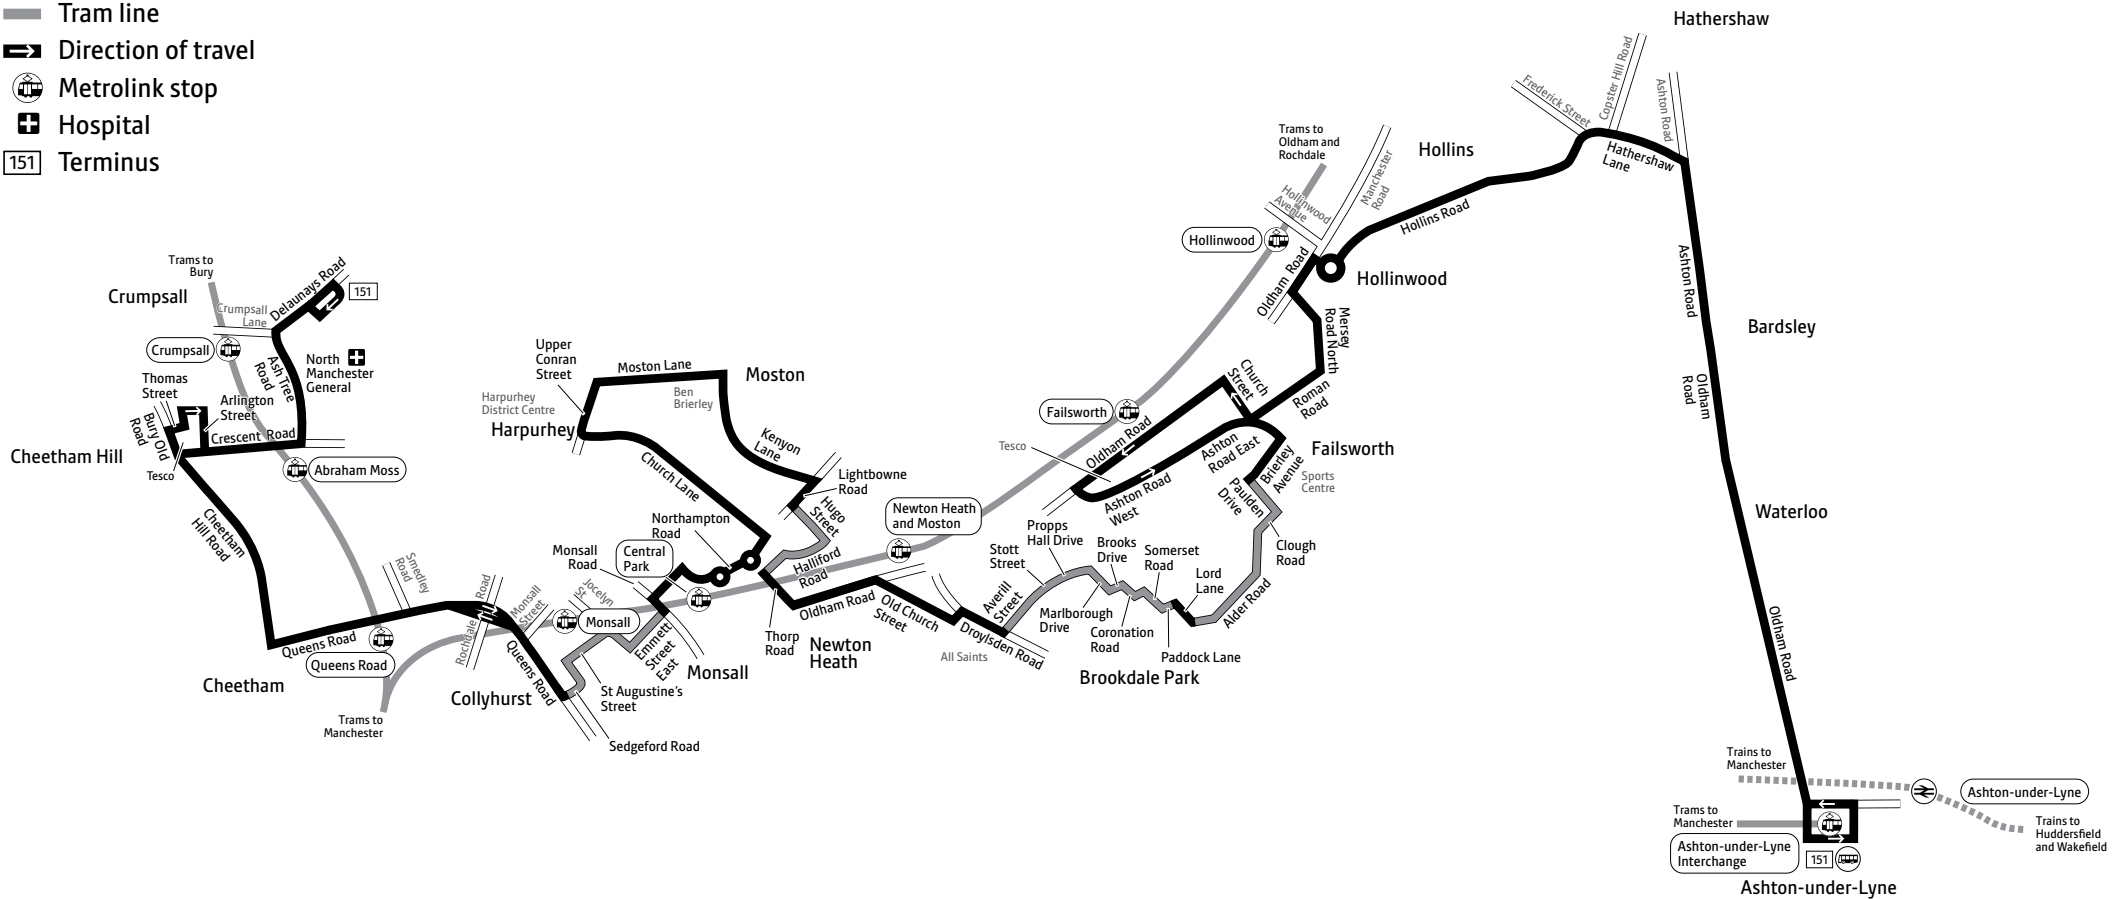 Tram line
Direction of travel
Metrolink stop
Hospital
151 Terminus
Hathershaw
Copster Hill Road
Frederick Street
Ashton Road
Hathershaw
Lane
Trams to
Oldham and
Rochdale
Hollins
Manchester
Road
Hollinwood
Avenue
Hollins Road
Hollinwood
Oldham Road
Hollinwood
Ashton Road
Bardsley
Mersey
Road North
Oldham
Road
Waterloo
Oldham Road
Trams to
Bury
Crumpsall
Delaunays Road
151
Crumpsall
Lane
Crumpsall
Ash Tree
Road
North
Manchester
General
Thomas
Street
Arlington
Street
Bury Old
Road
Crescent Road
Cheetham Hill
Tesco
Abraham Moss
Cheetham
Hill Road
Smedley
Road
Queens Road
Queens Road
Cheetham
Trams to
Manchester
Rochdale Road
Monsall
Street
Jocelyn
St
Monsall
Queens Road
Collyhurst
Upper
Conran
Street
Moston Lane
Moston
Harpurhey
District Centre
Ben
Brierley
Harpurhey
Kenyon
Lane
Church Lane
Lightbowne
Road
Hugo
Street
Northampton
Road
Monsall
Road
Central
Park
Halliford
Road
Newton Heath
and Moston
Emmett
Street
East
Monsall
St Augustine's
Street
Sedgeford Road
Thorp
Road
Oldham Road
Newton
Heath
Old Church
Street
Droylsden Road
All Saints
Averill
Street
Stott
Street
Propps
Hall Drive
Brooks
Drive
Somerset
Road
Lord
Lane
Marlborough
Drive
Coronation
Road
Paddock Lane
Brookdale Park
Alder Road
Clough
Road
Paulden
Drive
Brierley
Avenue
Sports
Centre
Failsworth
Church
Street
Roman
Road
Failsworth
Tesco
Oldham Road
Ashton
Road East
Ashton Road
West
Trains to
Manchester
Ashton-under-Lyne
Trams to
Manchester
Trains to
Huddersfield
and Wakefield
Ashton-under-Lyne
Interchange
151
Ashton-under-Lyne